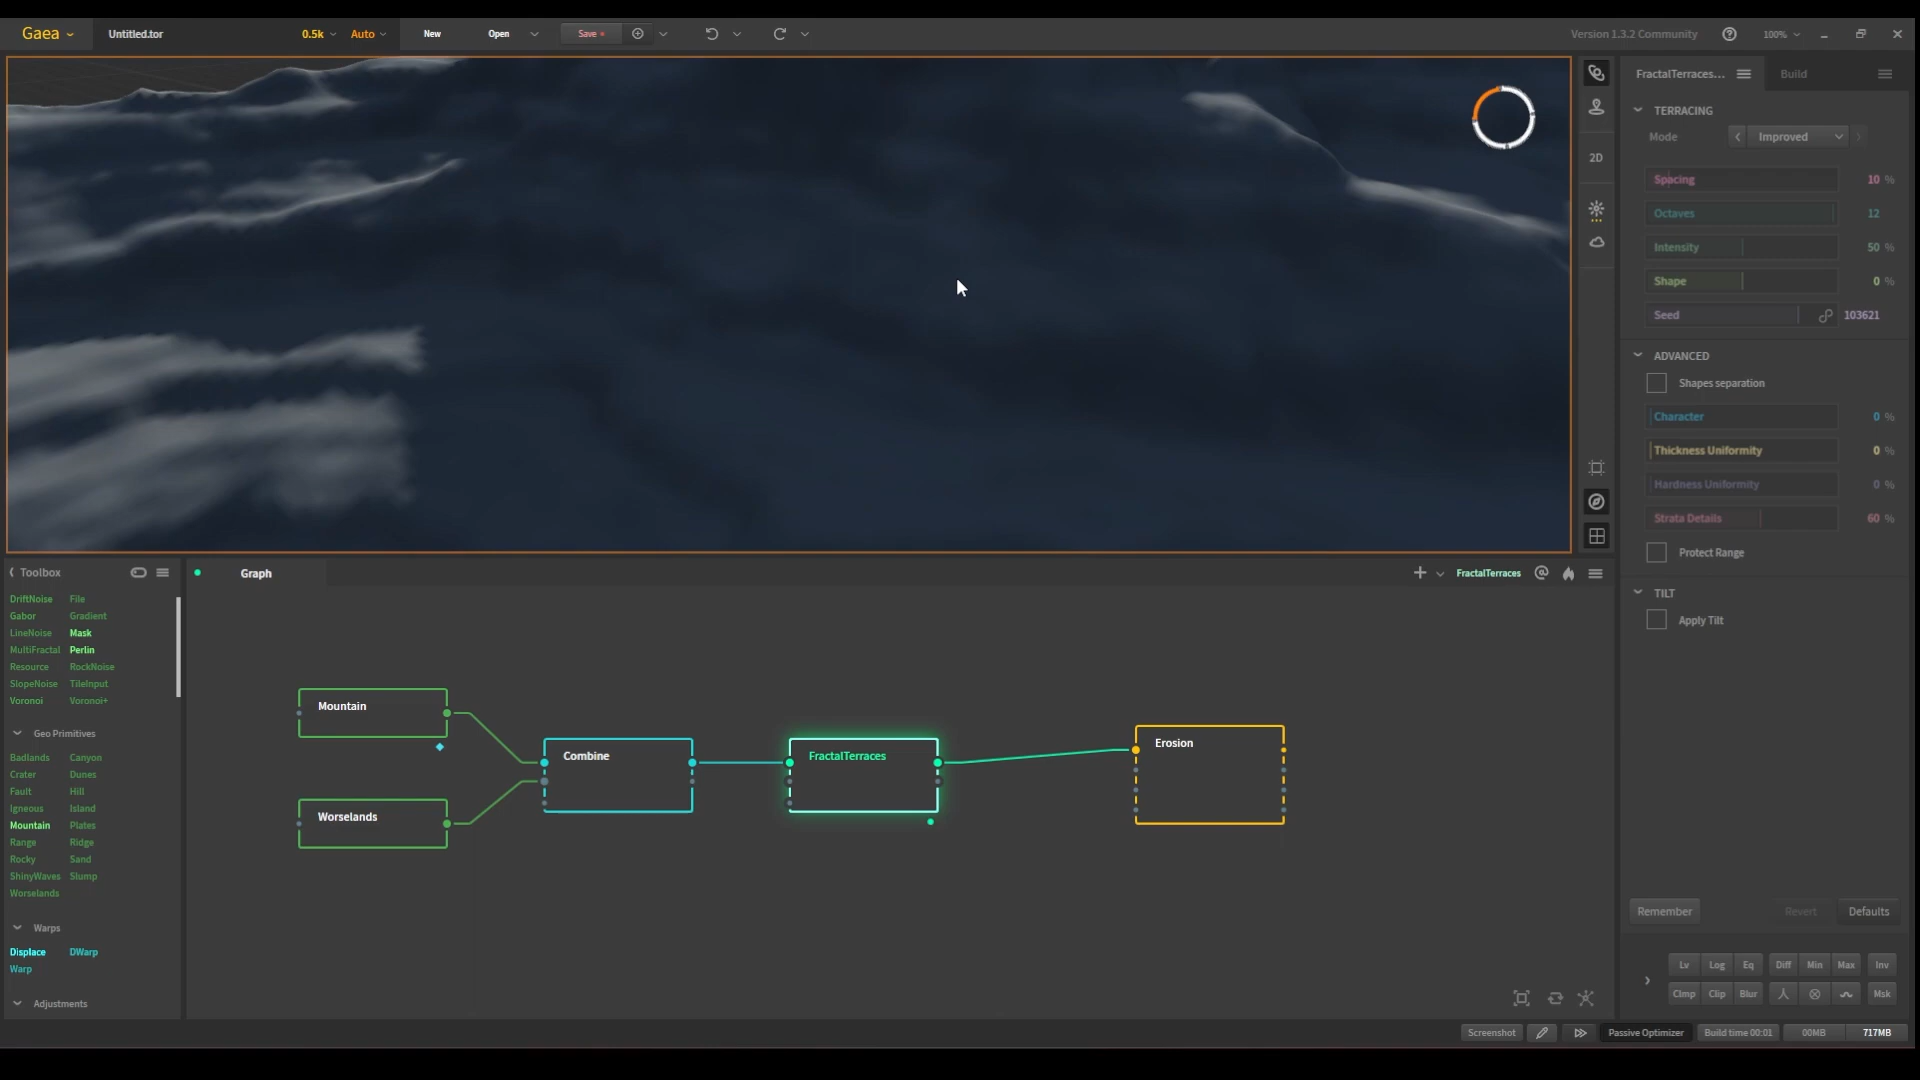 Gaea Untitled.tor 0.5k Auto New Open Save Version 1.3.2 Community 100%
FractalTerraces... Build
TERRACING
Mode Improved
2D
Spacing 10 %
Octaves 12
Intensity 50 %
Shape 0 %
Seed 103621
ADVANCED
Shapes separation
Character 0 %
Thickness Uniformity 0 %
Hardness Uniformity 0 %
Strata Details 60 %
Protect Range
TILT
Apply Tilt
Remember Revert Defaults
Lv Log Eq Diff Min Max Inv
Clmp Clip Blur Msk
Toolbox
DriftNoise File
Gabor Gradient
LineNoise Mask
MultiFractal Perlin
Resource RockNoise
SlopeNoise TileInput
Voronoi Voronoi+
Geo Primitives
Badlands Canyon
Crater Dunes
Fault Hill
Igneous Island
Mountain Plates
Range Ridge
Rocky Sand
ShinyWaves Slump
Worselands
Warps
Displace DWarp
Warp
Adjustments
Graph FractalTerraces
Mountain
Worselands
Combine
FractalTerraces
Erosion
Screenshot Passive Optimizer Build time 00:01 00MB 717MB